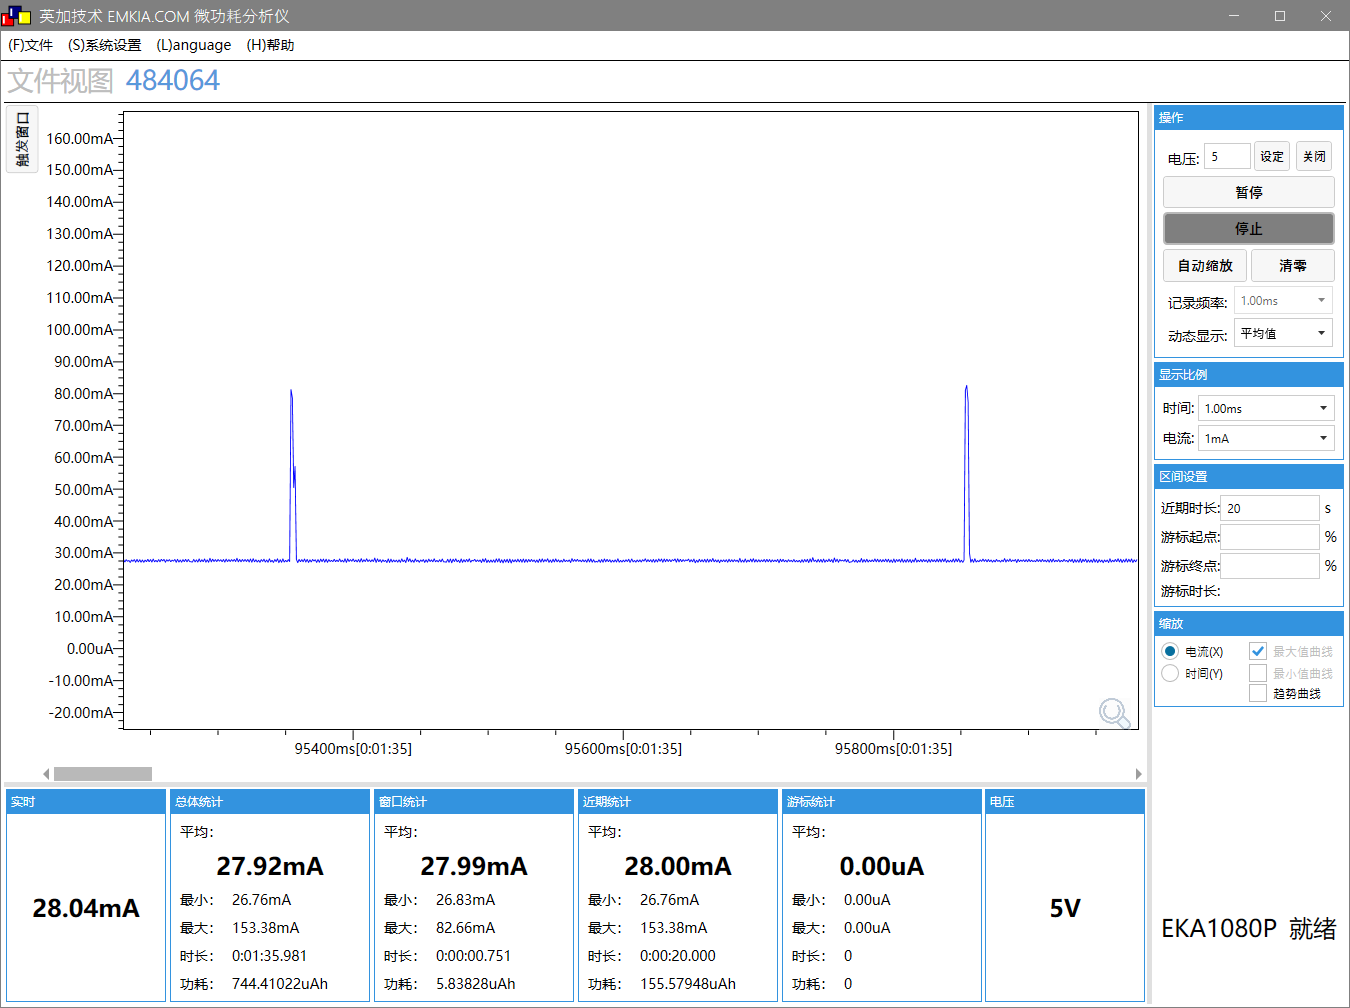 英加技术 EMKIA.COM 微功耗分析仪
(F)文件 (S)系统设置 (L)anguage (H)帮助
文件视图 484064
触发窗口
160.00mA
150.00mA
140.00mA
130.00mA
120.00mA
110.00mA
100.00mA
90.00mA
80.00mA
70.00mA
60.00mA
50.00mA
40.00mA
30.00mA
20.00mA
10.00mA
0.00uA
-10.00mA
-20.00mA
95400ms[0:01:35] 95600ms[0:01:35] 95800ms[0:01:35]
操作
电压: 5 设定 关闭
暂停
停止
自动缩放 清零
记录频率: 1.00ms
动态显示: 平均值
显示比例
时间: 1.00ms
电流: 1mA
区间设置
近期时长: 20 s
游标起点: %
游标终点: %
游标时长:
缩放
电流(X) 最大值曲线
时间(Y) 最小值曲线
趋势曲线
实时
28.04mA
总体统计
平均:
27.92mA
最小: 26.76mA
最大: 153.38mA
时长: 0:01:35.981
功耗: 744.41022uAh
窗口统计
平均:
27.99mA
最小: 26.83mA
最大: 82.66mA
时长: 0:00:00.751
功耗: 5.83828uAh
近期统计
平均:
28.00mA
最小: 26.76mA
最大: 153.38mA
时长: 0:00:20.000
功耗: 155.57948uAh
游标统计
平均:
0.00uA
最小: 0.00uA
最大: 0.00uA
时长: 0
功耗: 0
电压
5V
EKA1080P 就绪